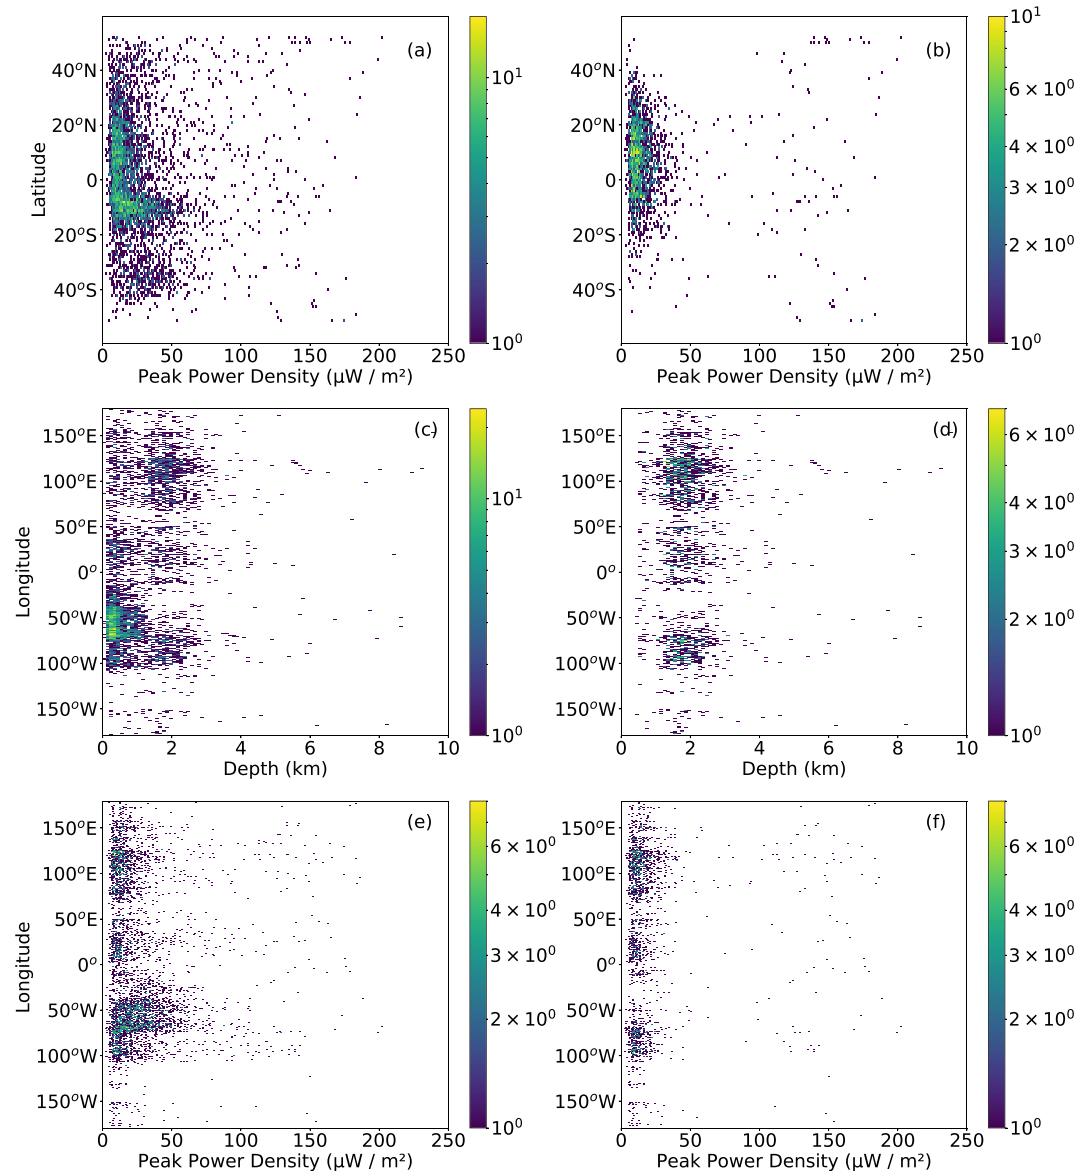 (a)
40°N
20°N
0
20°S
40°S
Latitude
0 50 100 150 200 250
Peak Power Density (μW / m²)
10¹
10⁰
(b)
0 50 100 150 200 250
Peak Power Density (μW / m²)
10¹
6 × 10⁰
4 × 10⁰
3 × 10⁰
2 × 10⁰
10⁰
(c)
150°E
100°E
50°E
0°
50°W
100°W
150°W
Longitude
0 2 4 6 8 10
Depth (km)
10¹
10⁰
(d)
150°E
100°E
50°E
0°
50°W
100°W
150°W
0 2 4 6 8 10
Depth (km)
6 × 10⁰
4 × 10⁰
3 × 10⁰
2 × 10⁰
10⁰
(e)
150°E
100°E
50°E
0°
50°W
100°W
150°W
Longitude
0 50 100 150 200 250
Peak Power Density (μW / m²)
6 × 10⁰
4 × 10⁰
3 × 10⁰
2 × 10⁰
10⁰
(f)
150°E
100°E
50°E
0°
50°W
100°W
150°W
0 50 100 150 200 250
Peak Power Density (μW / m²)
6 × 10⁰
4 × 10⁰
3 × 10⁰
2 × 10⁰
10⁰